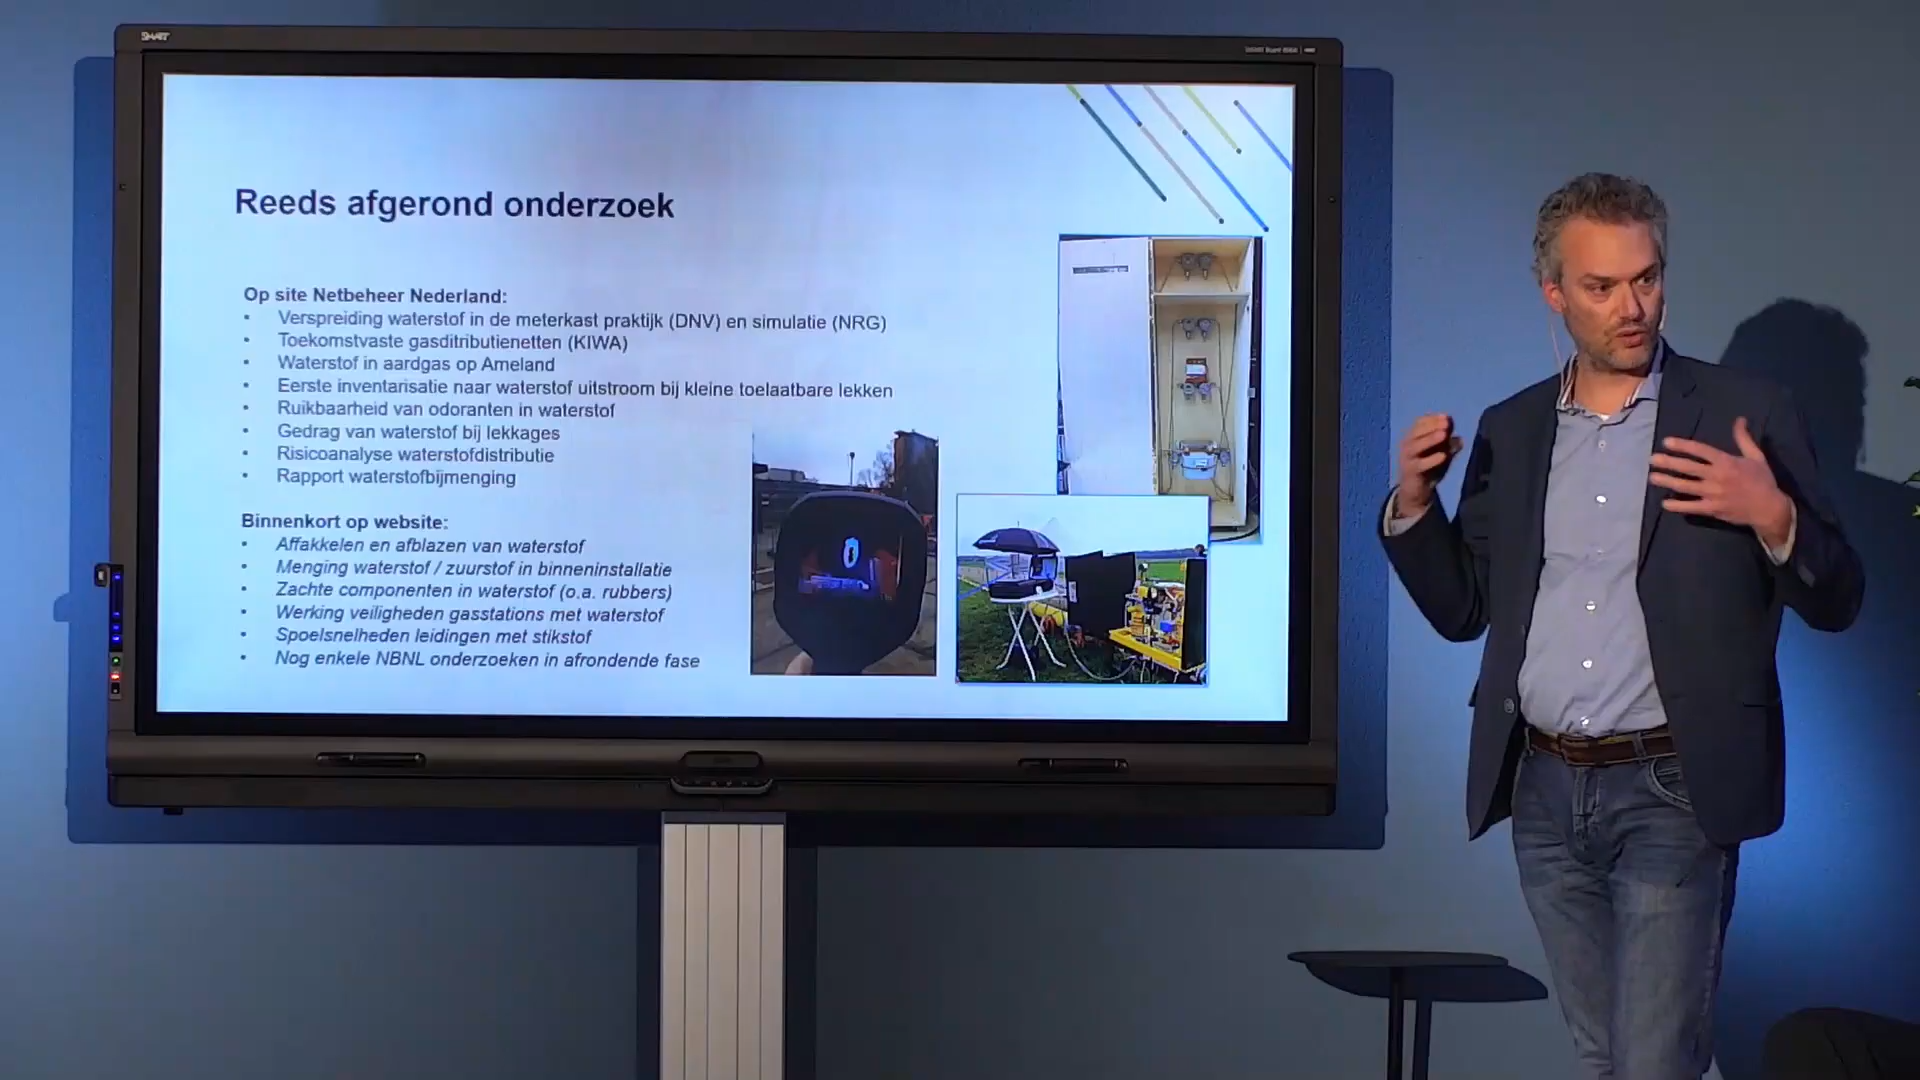 SMART
Reeds afgerond onderzoek
Op site Netbeheer Nederland:
• Verspreiding waterstof in de meterkast praktijk (DNV) en simulatie (NRG)
• Toekomstvaste gasditributienetten (KIWA)
• Waterstof in aardgas op Ameland
• Eerste inventarisatie naar waterstof uitstroom bij kleine toelaatbare lekken
• Ruikbaarheid van odoranten in waterstof
• Gedrag van waterstof bij lekkages
• Risicoanalyse waterstofdistributie
• Rapport waterstofbijmenging
Binnenkort op website:
• Affakkelen en afblazen van waterstof
• Menging waterstof / zuurstof in binneninstallatie
• Zachte componenten in waterstof (o.a. rubbers)
• Werking veiligheden gasstations met waterstof
• Spoelsnelheden leidingen met stikstof
• Nog enkele NBNL onderzoeken in afrondende fase